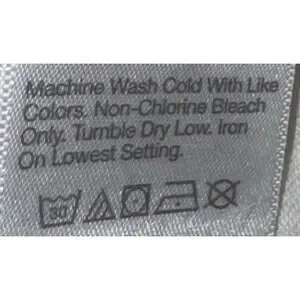 Machine Wash Cold With Like
Colors. Non-Chlorine Bleach
Only. Tumble Dry Low. Iron
On Lowest Setting.
30